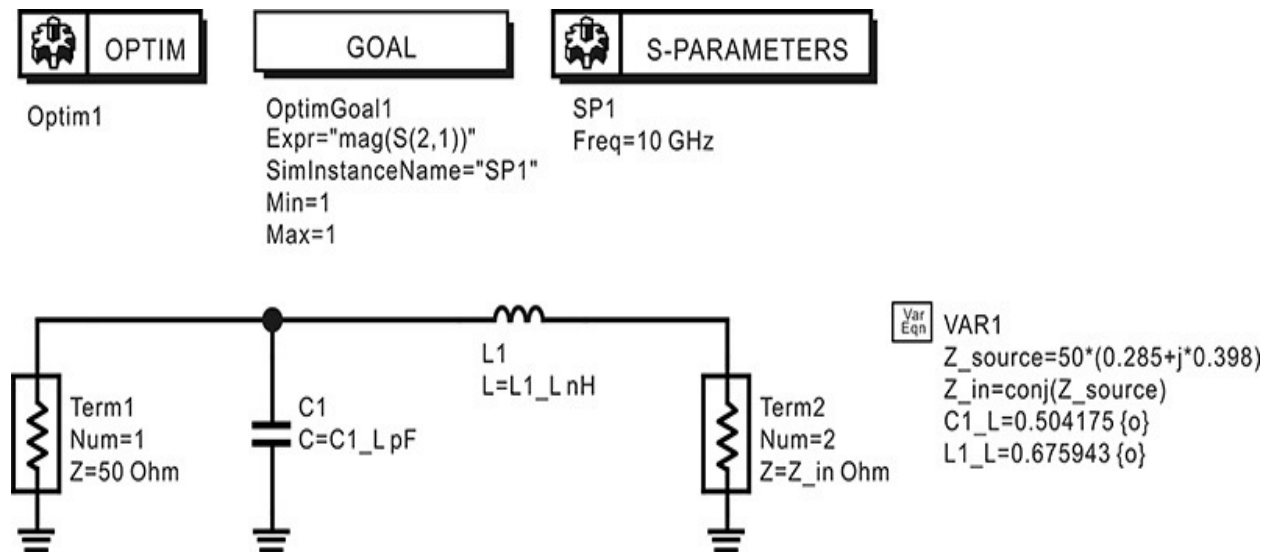 OPTIM
Optim1
GOAL
OptimGoal1
Expr="mag(S(2,1))"
SimInstanceName="SP1"
Min=1
Max=1
S-PARAMETERS
SP1
Freq=10 GHz
Term1
Num=1
Z=50 Ohm
C1
C=C1_L pF
L1
L=L1_L nH
Term2
Num=2
Z=Z_in Ohm
Var
Eqn
VAR1
Z_source=50*(0.285+j*0.398)
Z_in=conj(Z_source)
C1_L=0.504175 {o}
L1_L=0.675943 {o}